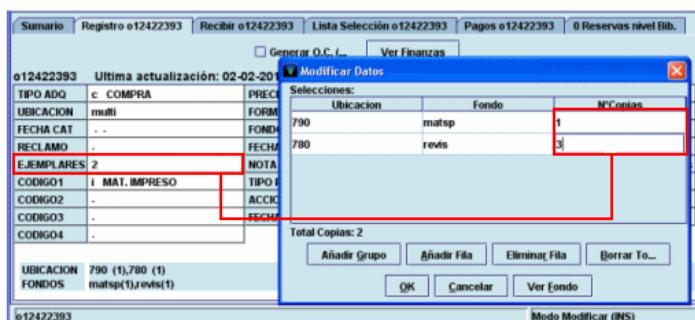 Sumario Registro o12422393 Recibir o12422393 Lista Selección o12422393 Pagos o12422393 0 Reservas nivel Bib.
Generar O.C. (... Ver Finanzas
o12422393 Ultima actualización: 02-02-201
Modificar Datos
Selecciones:
Ubicacion Fondo NºCopias
790 matsp 1
780 revis 3
Total Copias: 2
Añadir Grupo Añadir Fila Eliminar Fila Borrar To...
OK Cancelar Ver Fondo
TIPO ADQ c COMPRA PRECI
UBICACION multi FORM
FECHA CAT - - FOND
RECLAMO - FECHA
EJEMPLARES 2 NOTA
CODIGO1 i MAT. IMPRESO TIPO
CODIGO2 - ACCIO
CODIGO3 - FECHA
CODIGO4 -
UBICACION 790 (1),780 (1)
FONDOS matsp(1),revis(1)
o12422393 Modo Modificar (INS)